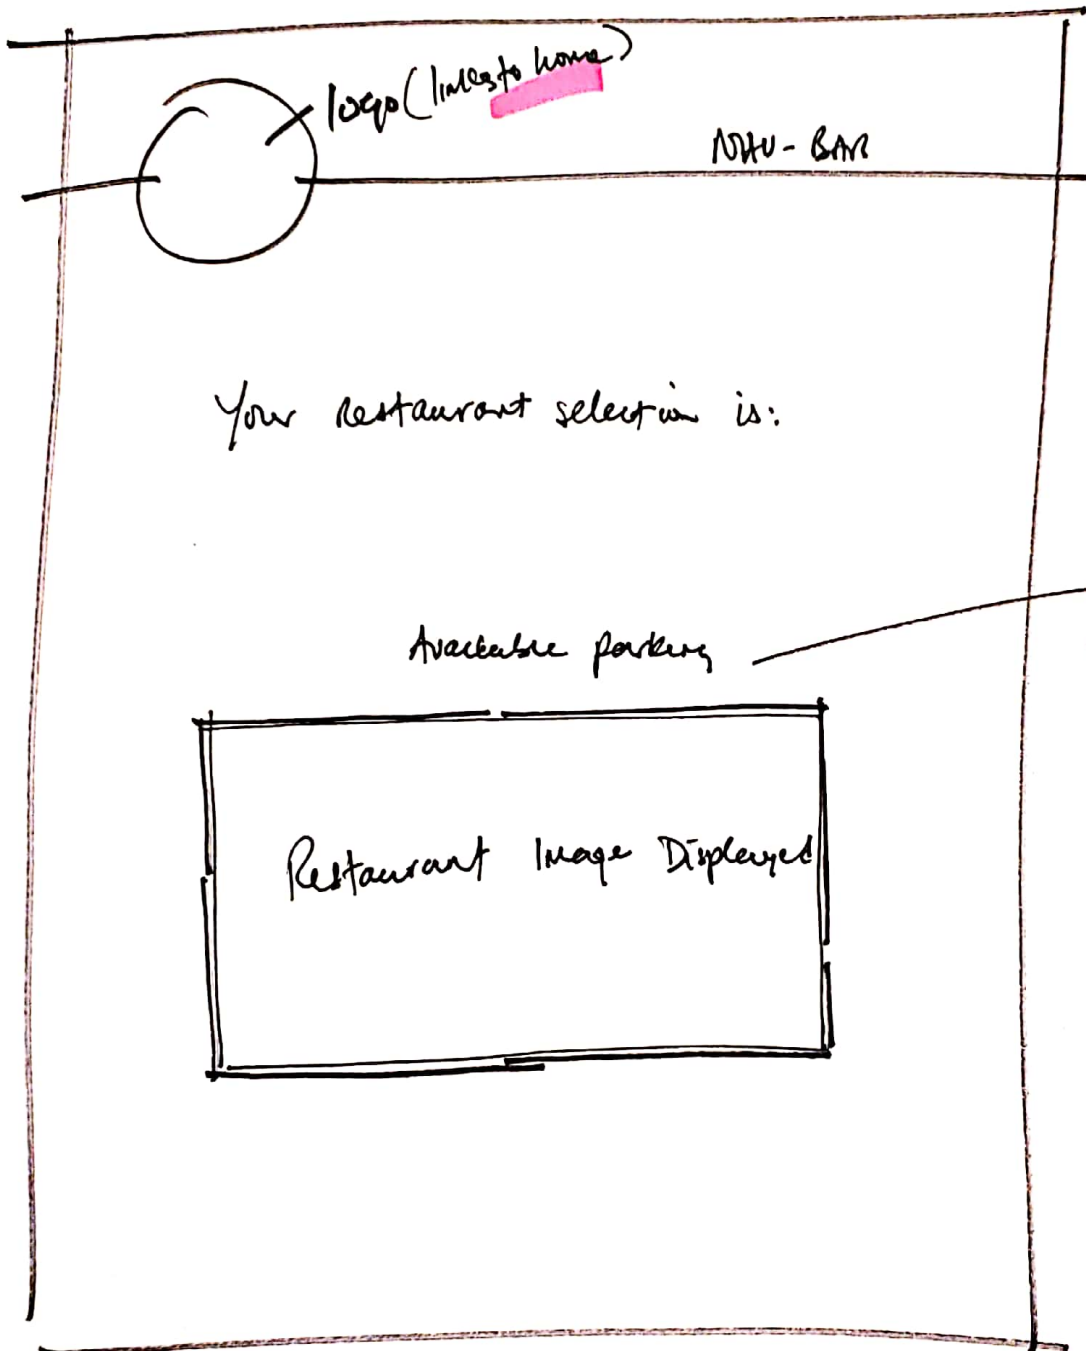 logo (links to home)
NAV-BAR
Your Restaurant selection is:
Available parking
Restaurant Image Displayed